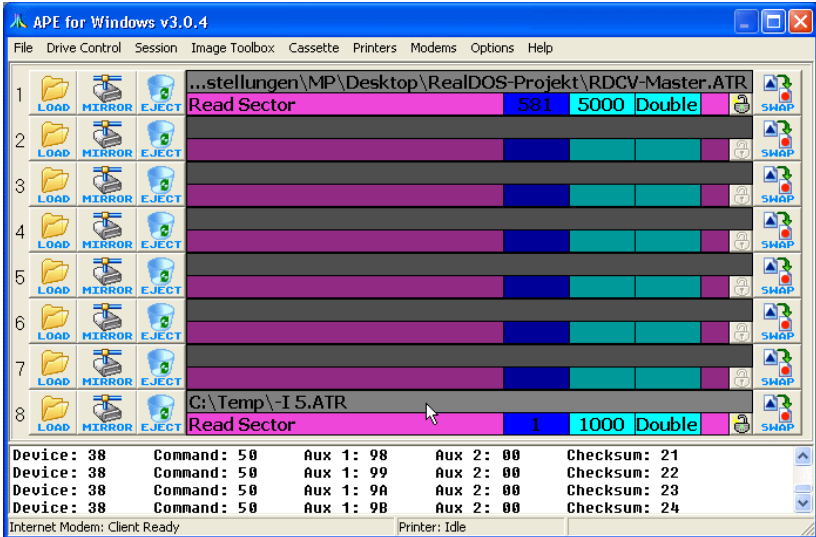 APE for Windows v3.0.4
File Drive Control Session Image Toolbox Cassette Printers Modems Options Help
...stellungen\MP\Desktop\RealDOS-Projekt\RDCV-Master.ATR
1 LOAD MIRROR EJECT Read Sector 581 5000 Double SWAP
2 LOAD MIRROR EJECT SWAP
3 LOAD MIRROR EJECT SWAP
4 LOAD MIRROR EJECT SWAP
5 LOAD MIRROR EJECT SWAP
6 LOAD MIRROR EJECT SWAP
7 LOAD MIRROR EJECT SWAP
C:\Temp\-I 5.ATR
8 LOAD MIRROR EJECT Read Sector 1 1000 Double SWAP
Device: 38 Command: 50 Aux 1: 98 Aux 2: 00 Checksum: 21
Device: 38 Command: 50 Aux 1: 99 Aux 2: 00 Checksum: 22
Device: 38 Command: 50 Aux 1: 9A Aux 2: 00 Checksum: 23
Device: 38 Command: 50 Aux 1: 9B Aux 2: 00 Checksum: 24
Internet Modem: Client Ready Printer: Idle